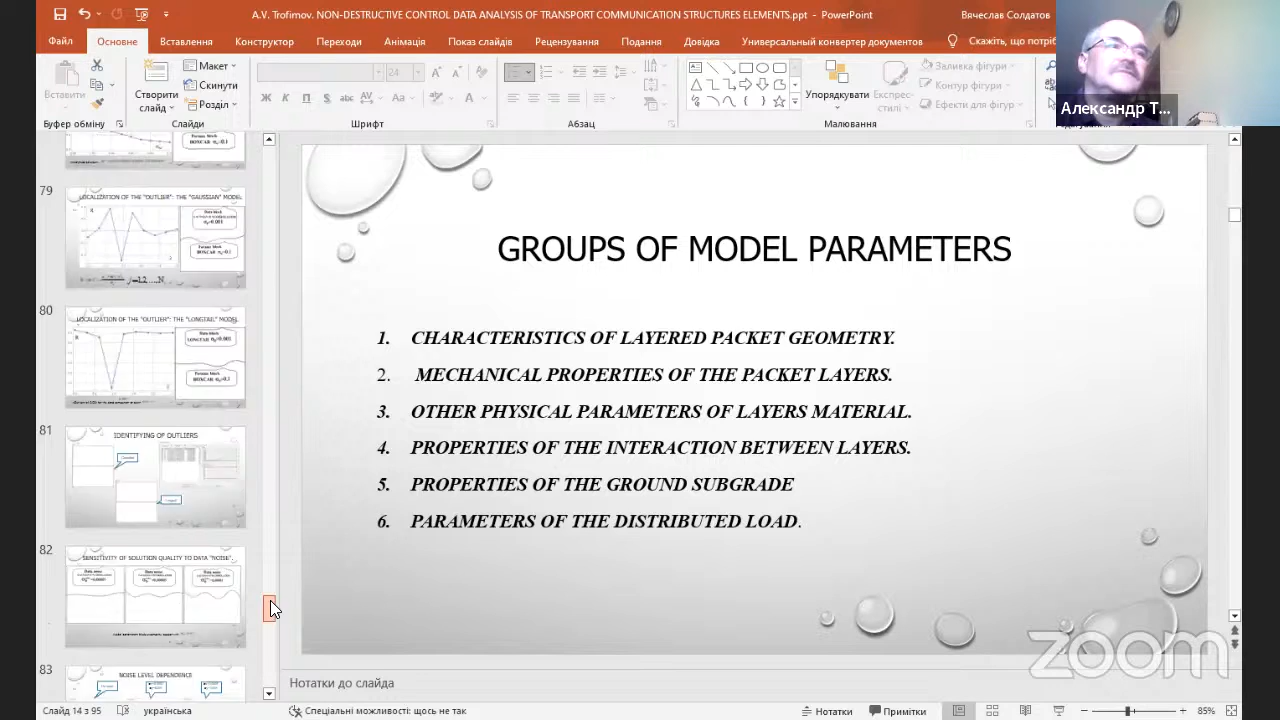 A.V. Trofimov. NON-DESTRUCTIVE CONTROL DATA ANALYSIS OF TRANSPORT COMMUNICATION STRUCTURES ELEMENTS.ppt - PowerPoint
Вячеслав Солдатов
Файл Основне Вставлення Конструктор Переходи Анімація Показ слайдів Рецензування Подання Довідка Универсальный конвертер документов Скажіть, що потріб
Вставити
Створити слайд
Макет
Скинути
Розділ
24
Ж К П S abc AV Aa A
Упорядкувати
Експрес-стилі
Заливка фігури
Контур фігури
Ефекти для фігур
Буфер обміну Слайди Шрифт Абзац Малювання
Александр Т...
79
LOCALIZATION OF THE "OUTLIER": THE "GAUSSIAN" MODEL
80
LOCALIZATION OF THE "OUTLIER": THE "LONGTAIL" MODEL
81
IDENTIFYING OF OUTLIERS
82
SENSITIVITY OF SOLUTION QUALITY TO DATA "NOISE".
83
NOISE LEVEL DEPENDENCE
GROUPS OF MODEL PARAMETERS
1. CHARACTERISTICS OF LAYERED PACKET GEOMETRY.
2. MECHANICAL PROPERTIES OF THE PACKET LAYERS.
3. OTHER PHYSICAL PARAMETERS OF LAYERS MATERIAL.
4. PROPERTIES OF THE INTERACTION BETWEEN LAYERS.
5. PROPERTIES OF THE GROUND SUBGRADE
6. PARAMETERS OF THE DISTRIBUTED LOAD.
zoom
Нотатки до слайда
Слайд 14 з 95 українська Спеціальні можливості: щось не так Нотатки Примітки 85%